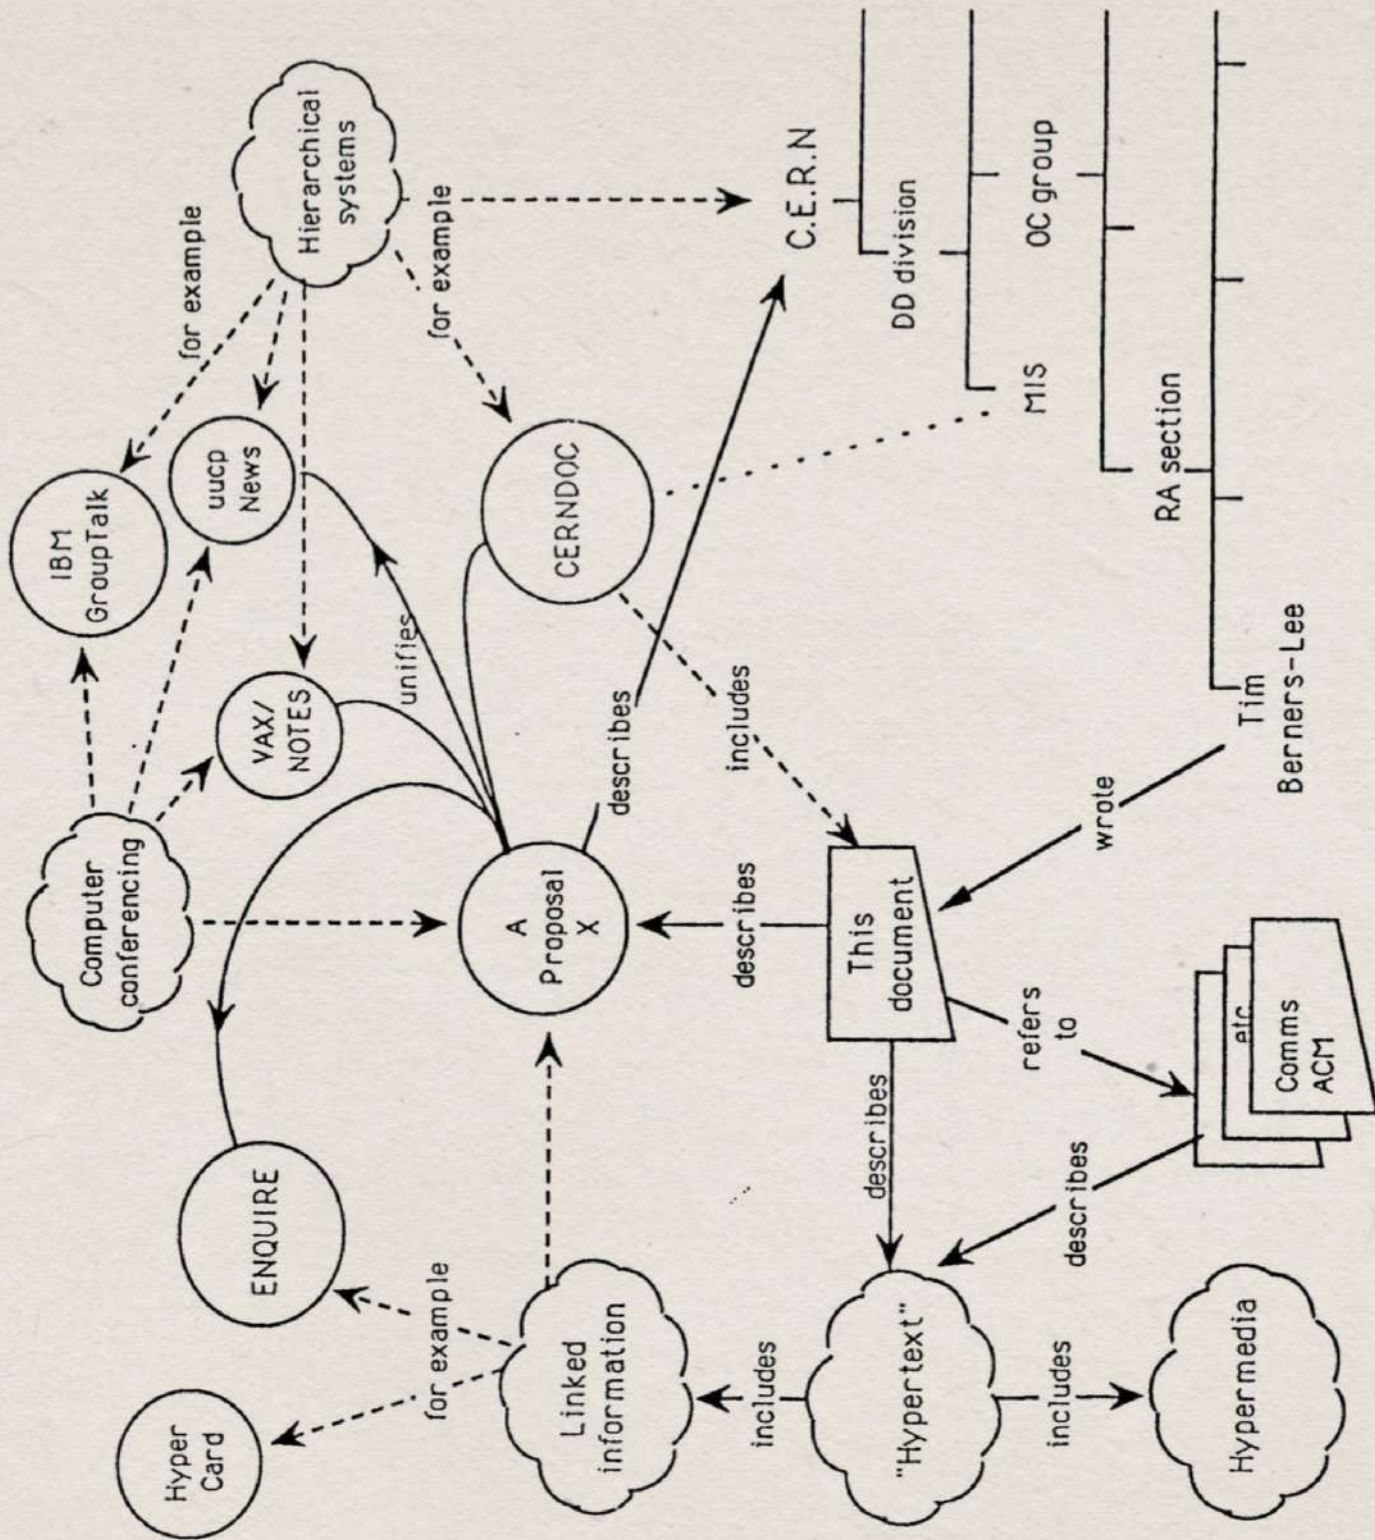 IBM
GroupTalk
Computer
conferencing
Hyper
Card
uucp
News
for example
Hierarchical
systems
VAX/
NOTES
ENQUIRE
unifies
for example
for example
A
Proposal
X
CERNDOC
Linked
information
describes
includes
describes
includes
C.E.R.N
This
document
describes
"Hypertext"
DD division
refers
to
wrote
describes
includes
MIS
OC group
RA section
etc
Comms
ACM
Hypermedia
Tim
Berners-Lee